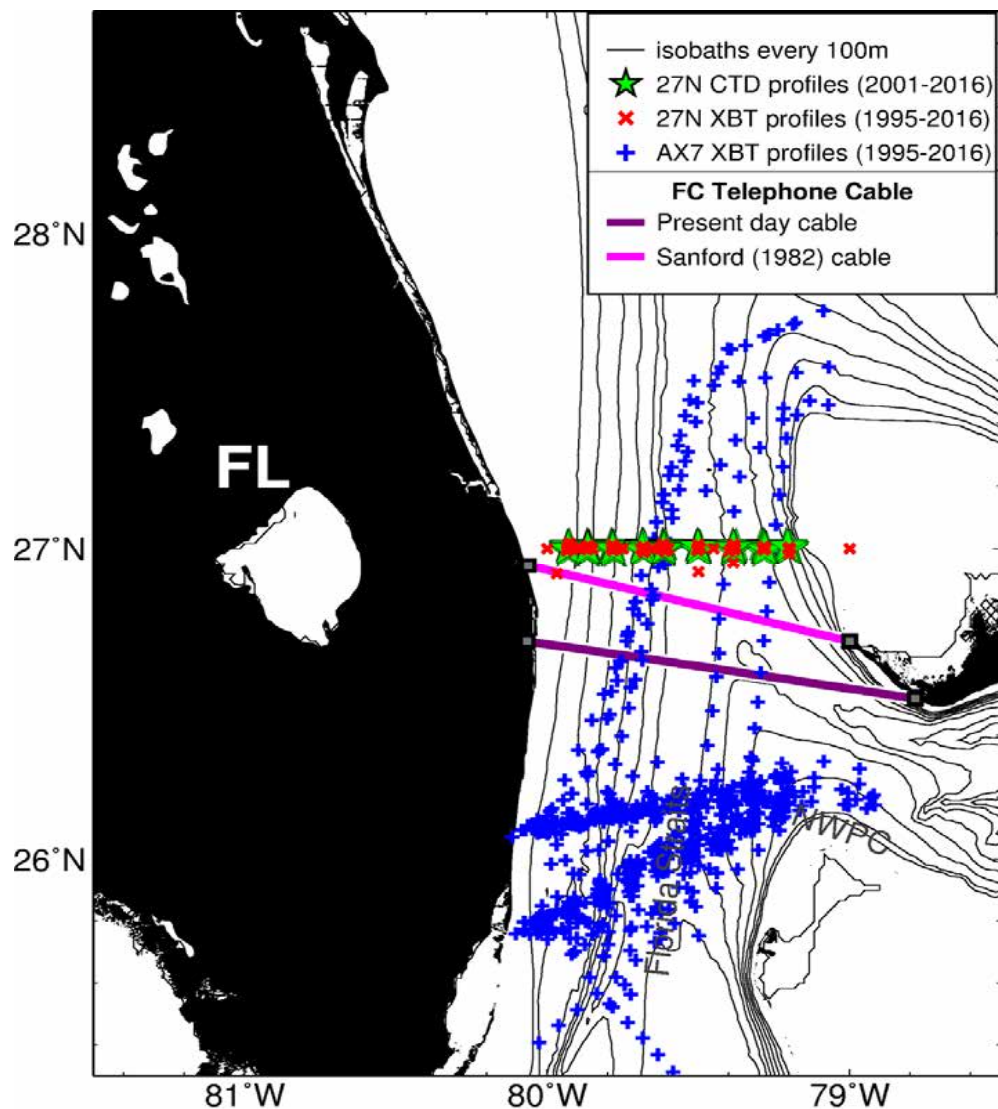 isobaths every 100m
27N CTD profiles (2001-2016)
27N XBT profiles (1995-2016)
AX7 XBT profiles (1995-2016)
FC Telephone Cable
Present day cable
Sanford (1982) cable
28°N
FL
27°N
26°N
NWPC
Florida Straits
81°W
80°W
79°W